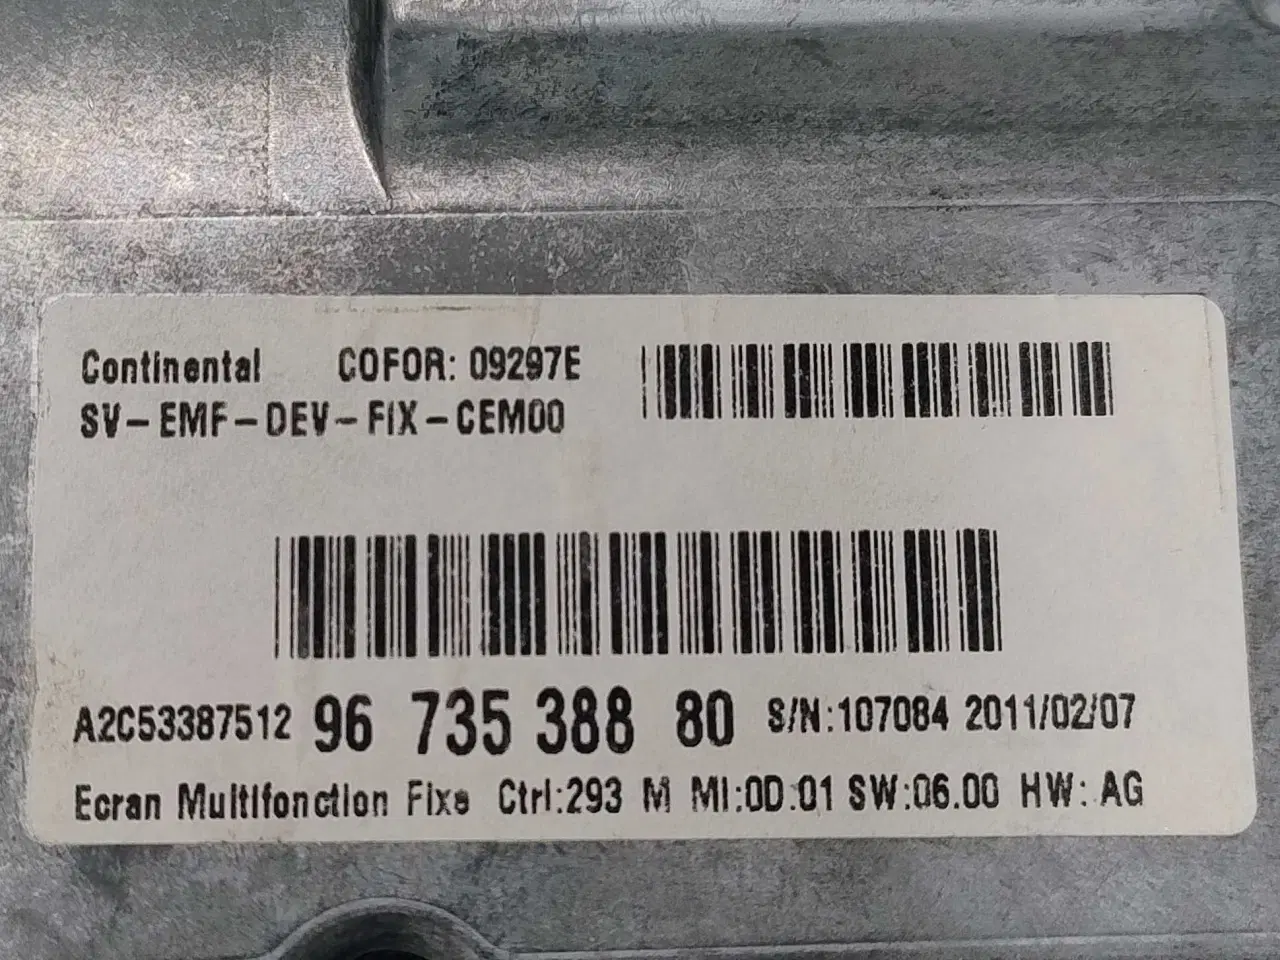 Continental COFOR: 09297E
SV-EMF-DEV-FIX-CEM00
A2C53387512 96 735 388 80 S/N:107084 2011/02/07
Ecran Multifonction Fixe Ctrl:293 M MI:0D:01 SW:06.00 HW: AG